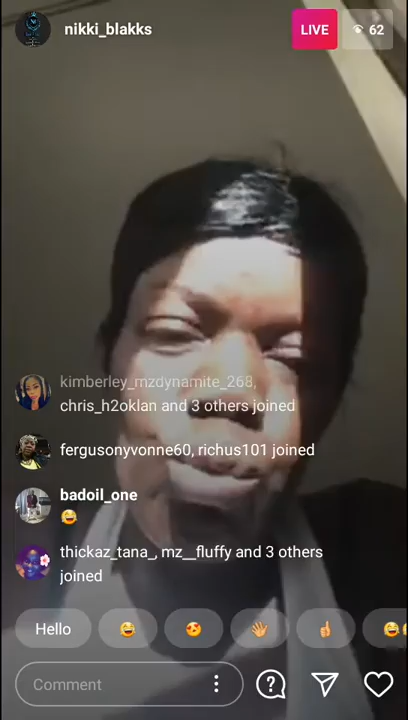 nikki_blakks
LIVE
62
kimberley_mzdynamite_268,
chris_h2oklan and 3 others joined
fergusonyvonne60, richus101 joined
badoil_one
😂
thickaz_tana_, mz__fluffy and 3 others
joined
Hello 😂 😍 👋 ☝️ 😂
Comment